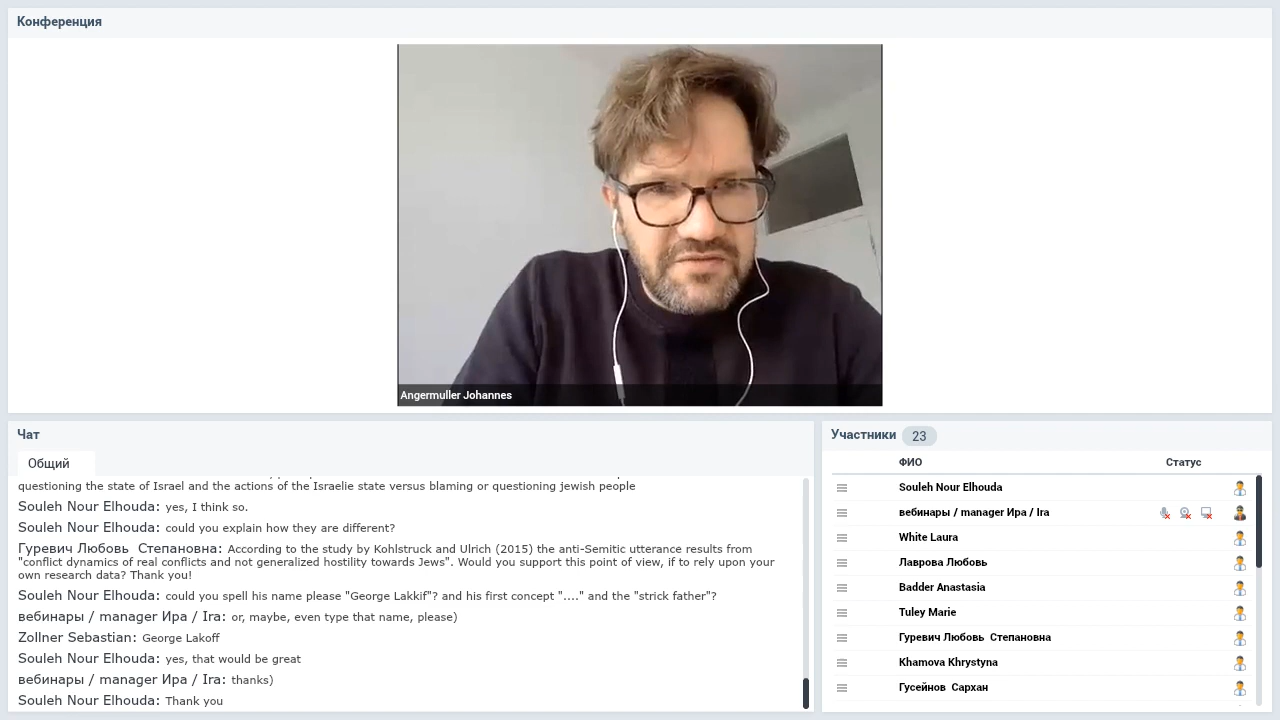 Конференция
Angermuller Johannes
Чат
Общий
questioning the state of Israel and the actions of the Israelie state versus blaming or questioning jewish people
Souleh Nour Elhouda: yes, I think so.
Souleh Nour Elhouda: could you explain how they are different?
Гуревич Любовь Степановна: According to the study by Kohlstruck and Ulrich (2015) the anti-Semitic utterance results from
"conflict dynamics of real conflicts and not generalized hostility towards Jews". Would you support this point of view, if to rely upon your
own research data? Thank you!
Souleh Nour Elhouda: could you spell his name please "George Lakkif"? and his first concept "...." and the "strick father"?
вебинары / manager Ира / Ira: or, maybe, even type that name, please)
Zollner Sebastian: George Lakoff
Souleh Nour Elhouda: yes, that would be great
вебинары / manager Ира / Ira: thanks)
Souleh Nour Elhouda: Thank you
Участники 23
ФИО Статус
Souleh Nour Elhouda
вебинары / manager Ира / Ira
White Laura
Лаврова Любовь
Badder Anastasia
Tuley Marie
Гуревич Любовь Степановна
Khamova Khrystyna
Гусейнов Сархан